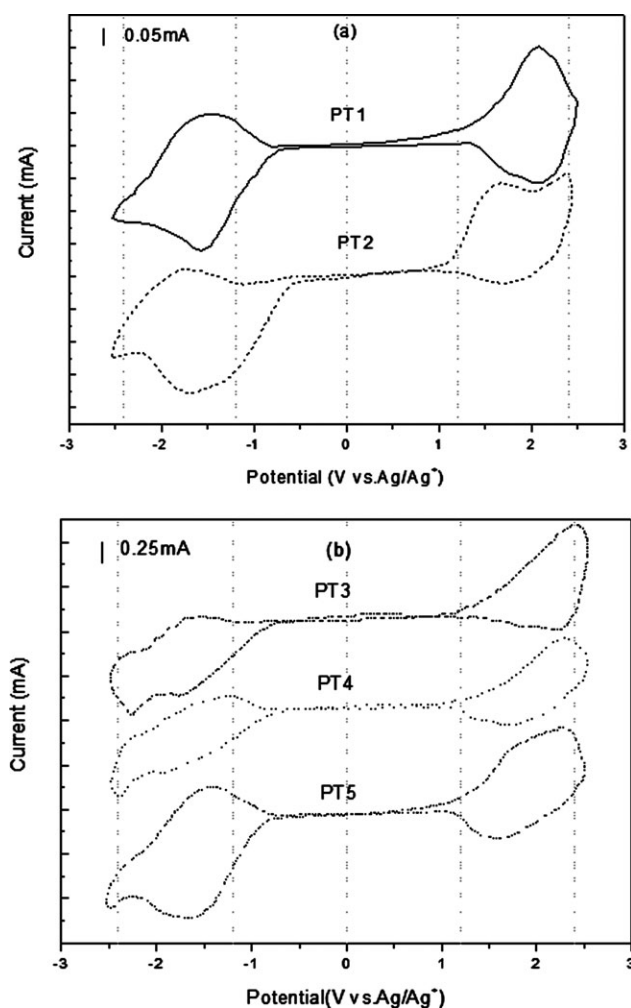 0.05mA
(a)
PT1
PT2
Current (mA)
-3 -2 -1 0 1 2 3
Potential (V vs.Ag/Ag+)
0.25mA
(b)
PT3
PT4
PT5
Current (mA)
-3 -2 -1 0 1 2 3
Potential(V vs.Ag/Ag+)